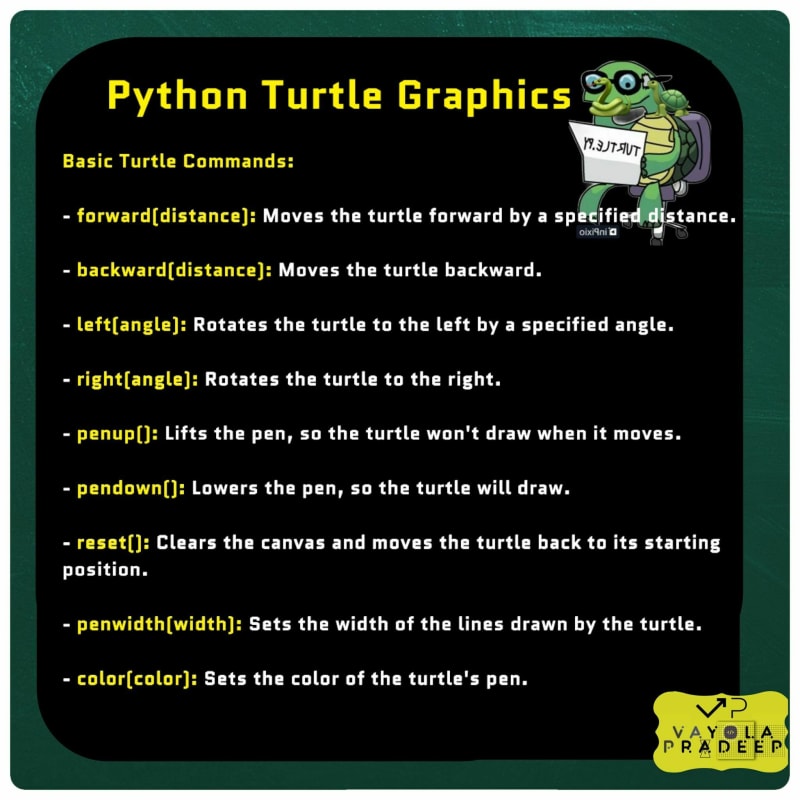 Python Turtle Graphics
TURTLE.PY
Basic Turtle Commands:
- forward(distance): Moves the turtle forward by a specified distance.
inPixio
- backward(distance): Moves the turtle backward.
- left(angle): Rotates the turtle to the left by a specified angle.
- right(angle): Rotates the turtle to the right.
- penup(): Lifts the pen, so the turtle won't draw when it moves.
- pendown(): Lowers the pen, so the turtle will draw.
- reset(): Clears the canvas and moves the turtle back to its starting
position.
- penwidth(width): Sets the width of the lines drawn by the turtle.
- color(color): Sets the color of the turtle's pen.
VP
VAYOLA
PRADEEP